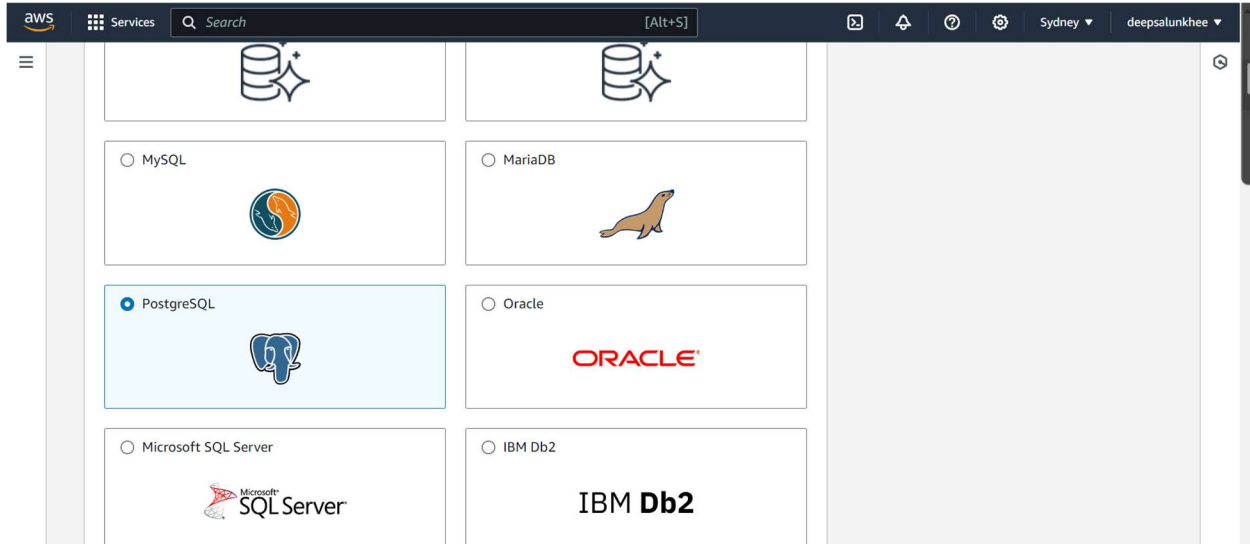 aws Services Search [Alt+S] Sydney deepsalunkhee
MySQL MariaDB
PostgreSQL Oracle
ORACLE
Microsoft SQL Server IBM Db2
Microsoft
SQL Server IBM Db2